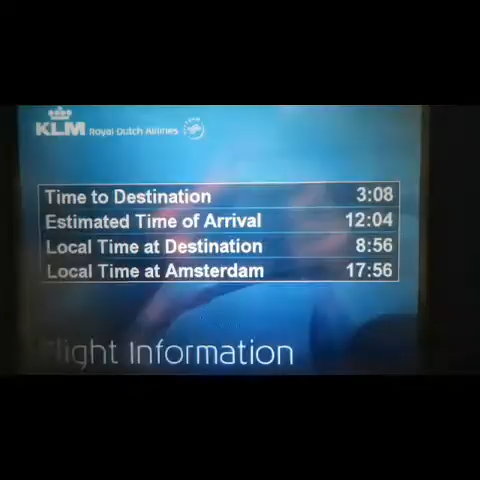 KLM Royal Dutch Airlines
Time to Destination 3:08
Estimated Time of Arrival 12:04
Local Time at Destination 8:56
Local Time at Amsterdam 17:56
Flight Information